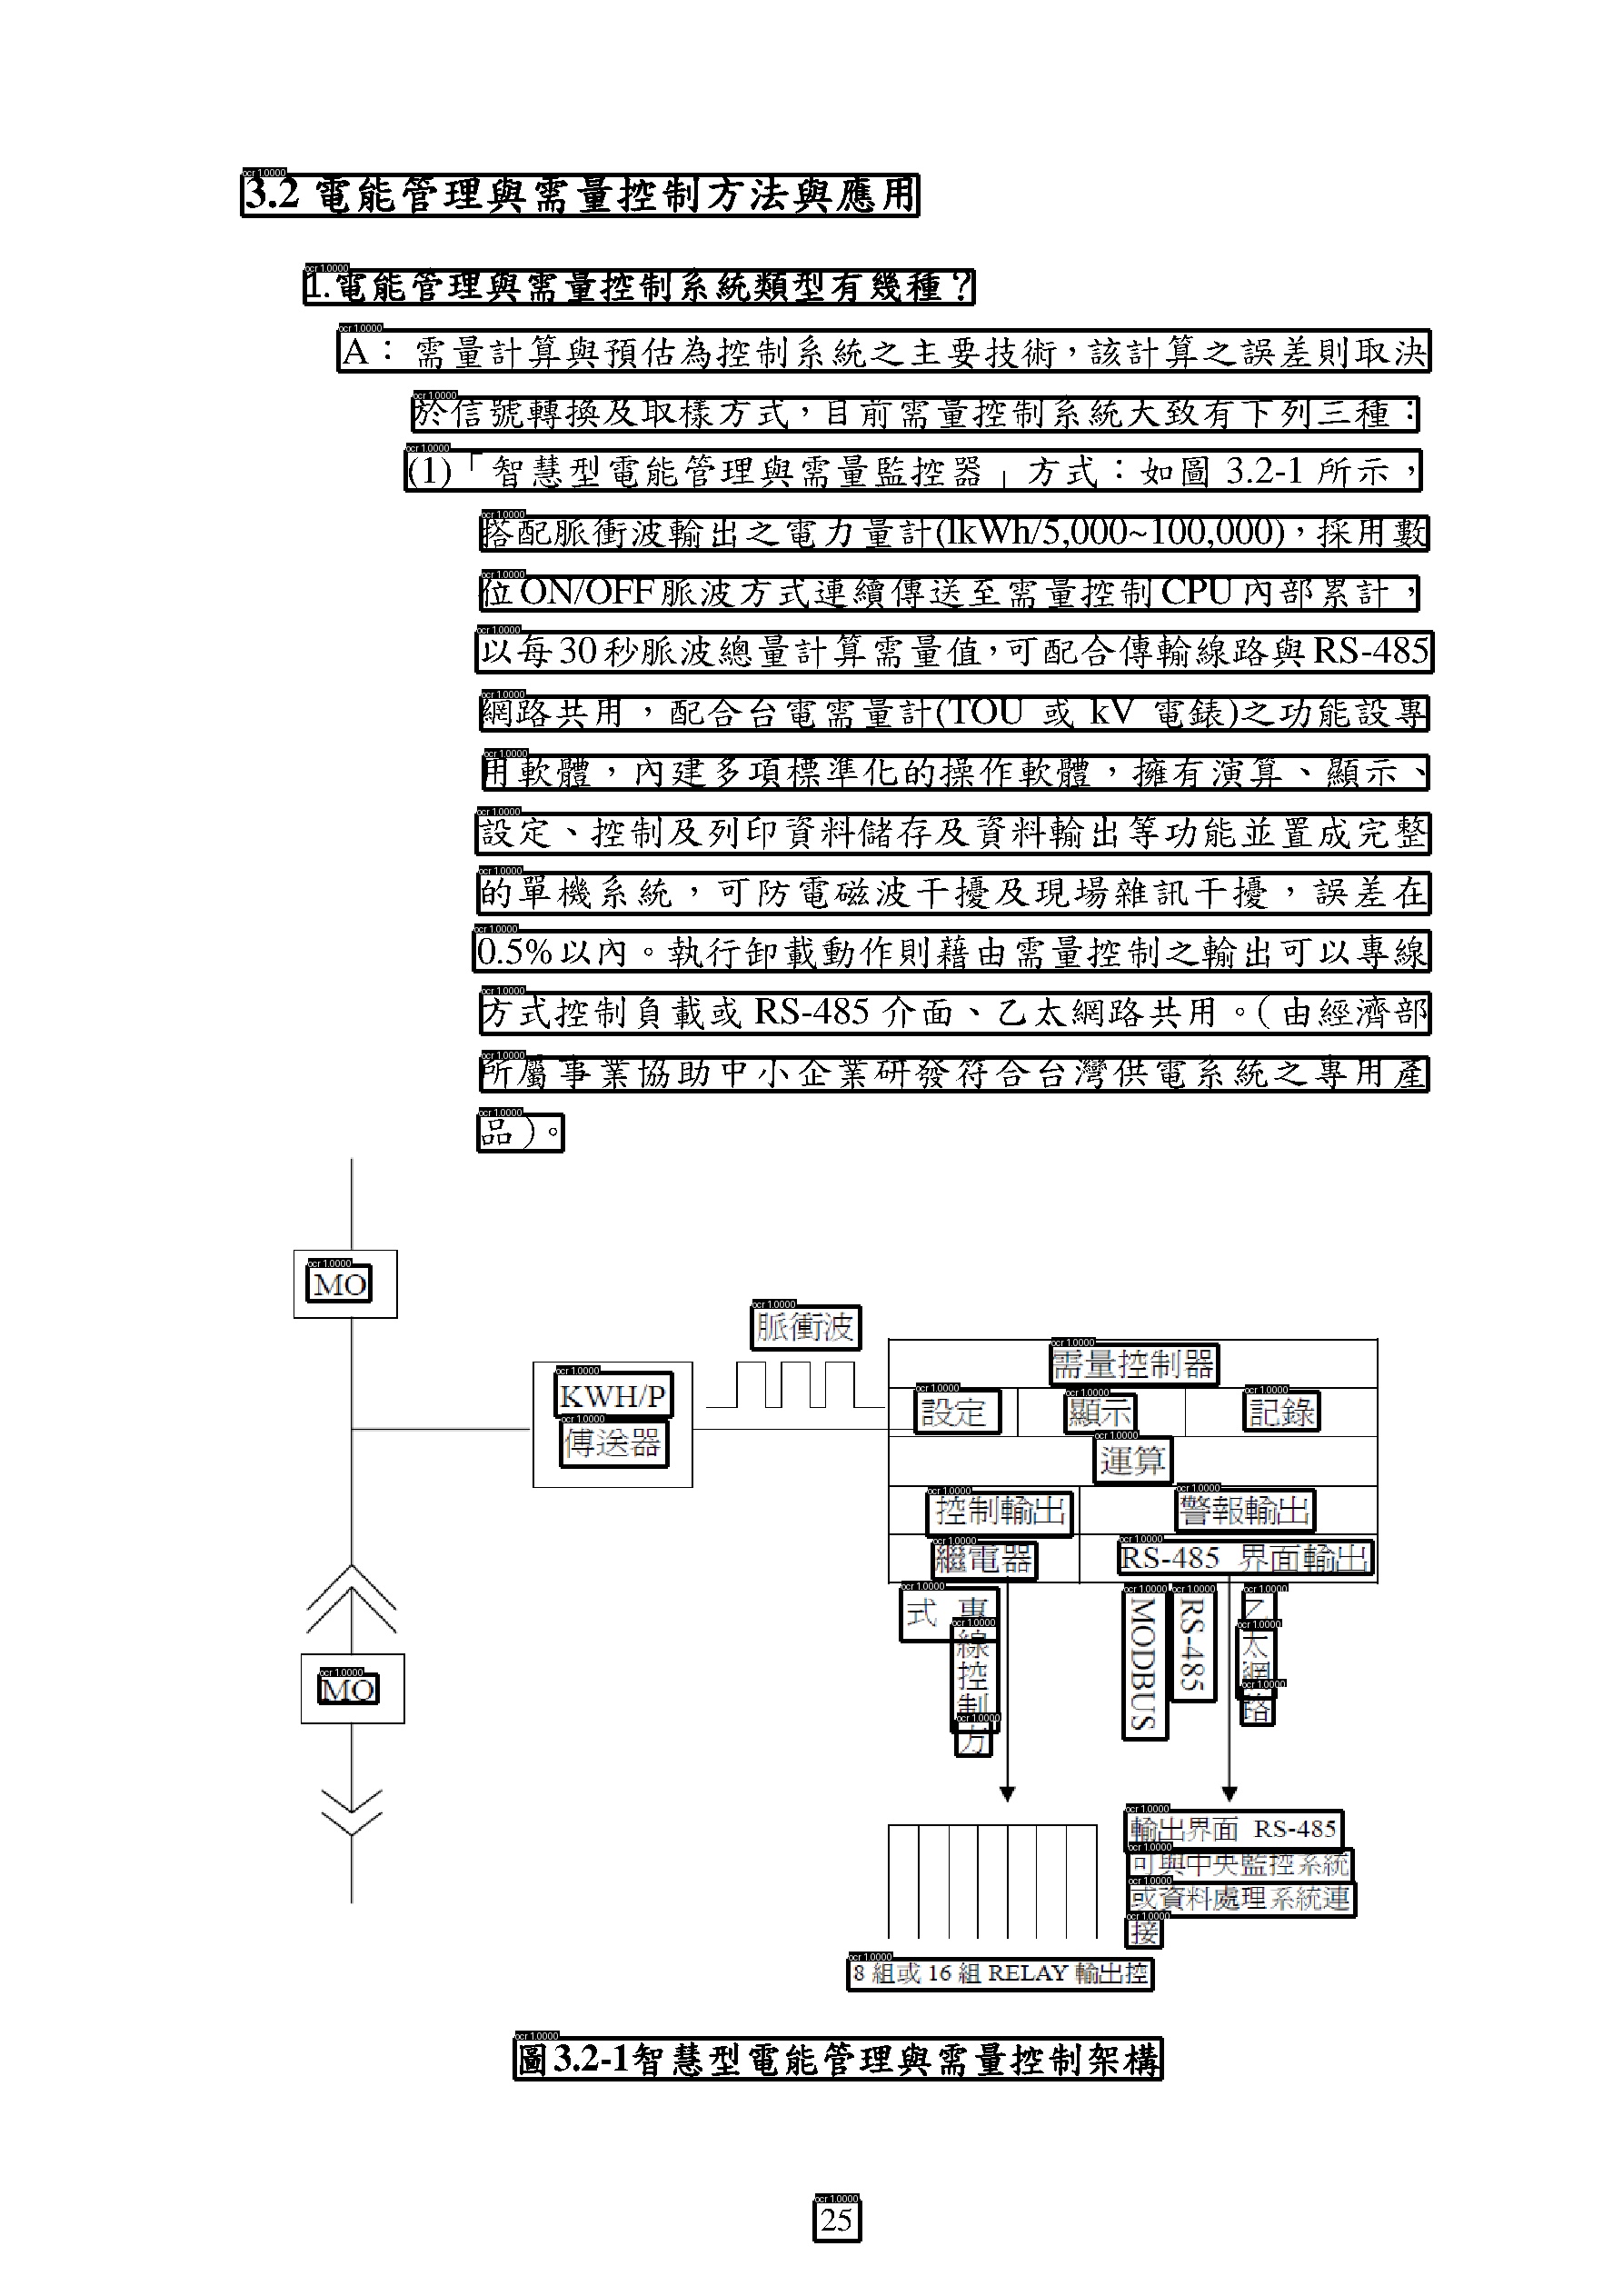 3.2 電能管理與需量控制方法與應用
1.電能管理與需量控制系統類型有幾種？
A：需量計算與預估為控制系統之主要技術，該計算之誤差則取決
於信號轉換及取樣方式，目前需量控制系統大致有下列三種：
(1)「智慧型電能管理與需量監控器」方式：如圖 3.2-1 所示，
搭配脈衝波輸出之電力量計(lkWh/5,000~100,000)，採用數
位ON/OFF脈波方式連續傳送至需量控制CPU內部累計，
以每30秒脈波總量計算需量值，可配合傳輸線路與RS-485
網路共用，配合台電需量計(TOU 或 kV 電錶)之功能設專
用軟體，內建多項標準化的操作軟體，擁有演算、顯示、
設定、控制及列印資料儲存及資料輸出等功能並置成完整
的單機系統，可防電磁波干擾及現場雜訊干擾，誤差在
0.5%以內。執行卸載動作則藉由需量控制之輸出可以專線
方式控制負載或 RS-485 介面、乙太網路共用。（由經濟部
所屬事業協助中小企業研發符合台灣供電系統之專用產
品）。
MO
脈衝波
需量控制器
KWH/P
傳送器
設定 顯示 記錄
運算
控制輸出 警報輸出
繼電器 RS-485 界面輸出
專線控制方式
MODBUS
RS-485
乙太網路
MO
輸出界面 RS-485
可與中央監控系統
或資料處理系統連
接
8 組或 16 組 RELAY 輸出控
圖3.2-1智慧型電能管理與需量控制架構
25